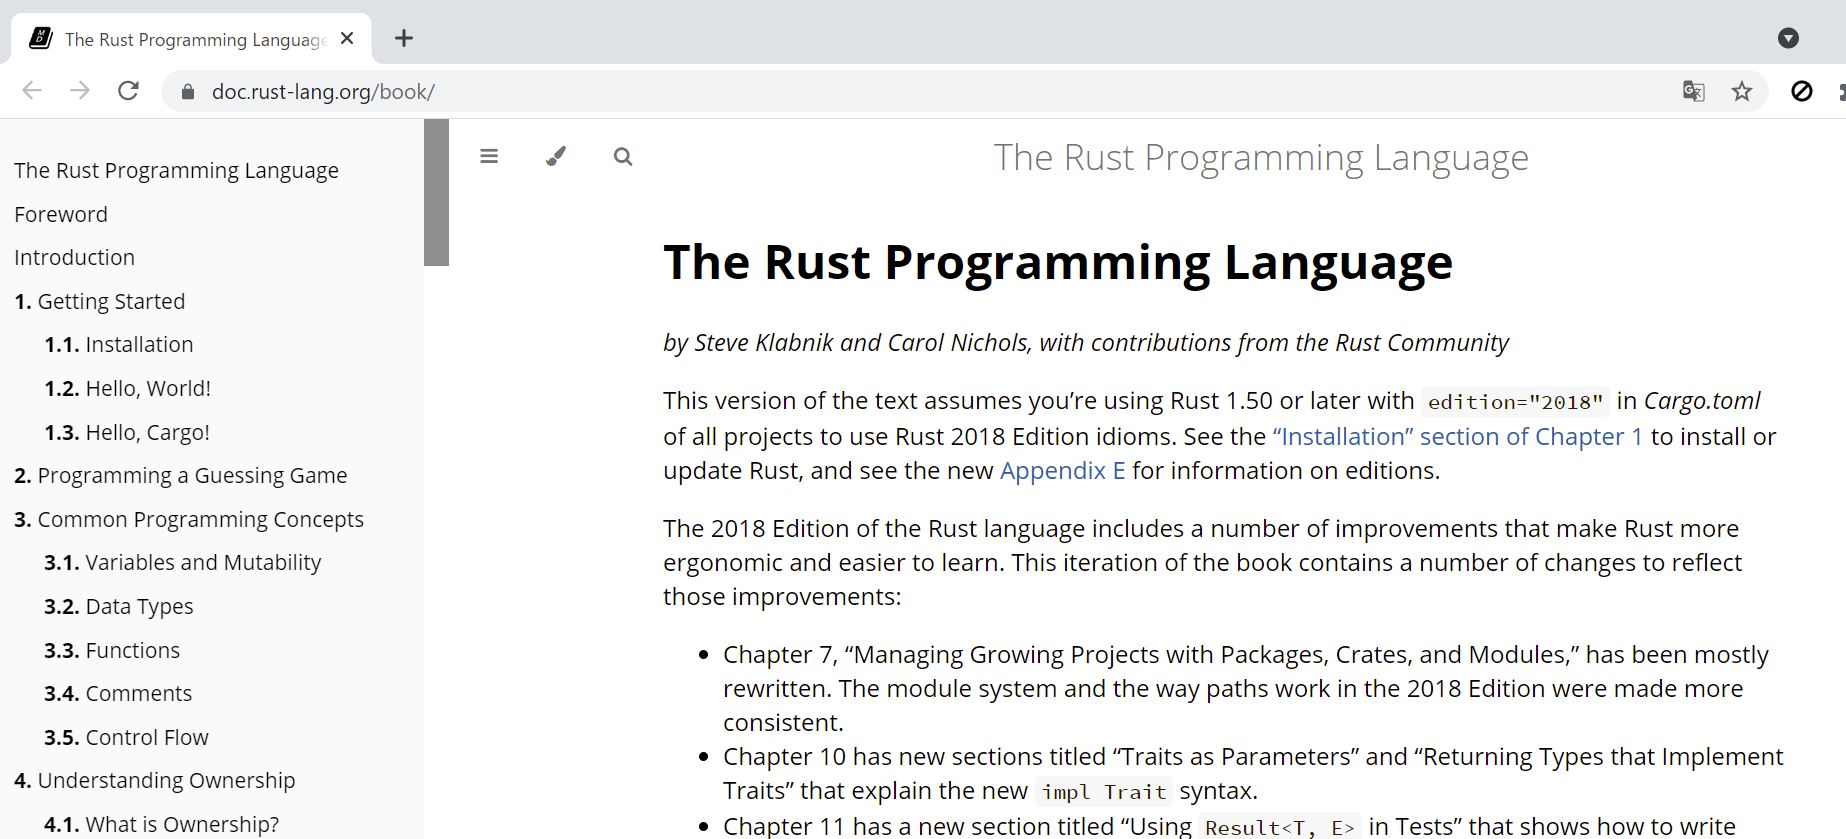 The Rust Programming Language
doc.rust-lang.org/book/
The Rust Programming Language
Foreword
Introduction
1. Getting Started
1.1. Installation
1.2. Hello, World!
1.3. Hello, Cargo!
2. Programming a Guessing Game
3. Common Programming Concepts
3.1. Variables and Mutability
3.2. Data Types
3.3. Functions
3.4. Comments
3.5. Control Flow
4. Understanding Ownership
4.1. What is Ownership?
The Rust Programming Language
The Rust Programming Language
by Steve Klabnik and Carol Nichols, with contributions from the Rust Community
This version of the text assumes you’re using Rust 1.50 or later with edition="2018" in Cargo.toml
of all projects to use Rust 2018 Edition idioms. See the “Installation” section of Chapter 1 to install or
update Rust, and see the new Appendix E for information on editions.
The 2018 Edition of the Rust language includes a number of improvements that make Rust more
ergonomic and easier to learn. This iteration of the book contains a number of changes to reflect
those improvements:
• Chapter 7, “Managing Growing Projects with Packages, Crates, and Modules,” has been mostly
rewritten. The module system and the way paths work in the 2018 Edition were made more
consistent.
• Chapter 10 has new sections titled “Traits as Parameters” and “Returning Types that Implement
Traits” that explain the new impl Trait syntax.
• Chapter 11 has a new section titled “Using Result<T, E> in Tests” that shows how to write